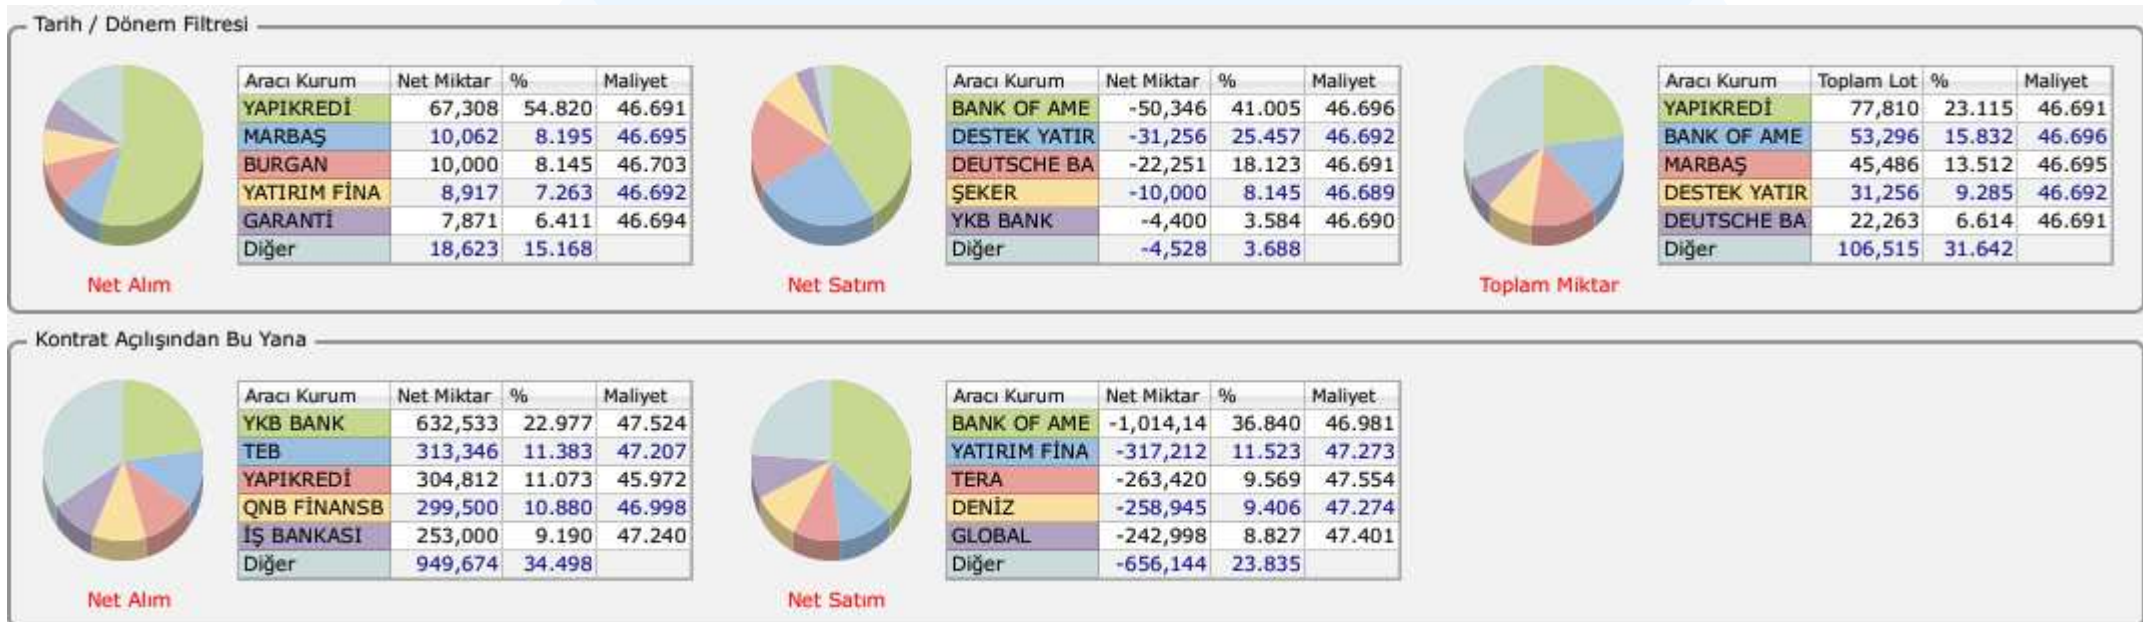 Tarih / Dönem Filtresi
Aracı Kurum Net Miktar % Maliyet
YAPIKREDİ 67,308 54.820 46.691
MARBAŞ 10,062 8.195 46.695
BURGAN 10,000 8.145 46.703
YATIRIM FİNA 8,917 7.263 46.692
GARANTİ 7,871 6.411 46.694
Diğer 18,623 15.168
Net Alım
Aracı Kurum Net Miktar % Maliyet
BANK OF AME -50,346 41.005 46.696
DESTEK YATIR -31,256 25.457 46.692
DEUTSCHE BA -22,251 18.123 46.691
ŞEKER -10,000 8.145 46.689
YKB BANK -4,400 3.584 46.690
Diğer -4,528 3.688
Net Satım
Aracı Kurum Toplam Lot % Maliyet
YAPIKREDİ 77,810 23.115 46.691
BANK OF AME 53,296 15.832 46.696
MARBAŞ 45,486 13.512 46.695
DESTEK YATIR 31,256 9.285 46.692
DEUTSCHE BA 22,263 6.614 46.691
Diğer 106,515 31.642
Toplam Miktar
Kontrat Açılışından Bu Yana
Aracı Kurum Net Miktar % Maliyet
YKB BANK 632,533 22.977 47.524
TEB 313,346 11.383 47.207
YAPIKREDİ 304,812 11.073 45.972
QNB FİNANSB 299,500 10.880 46.998
İŞ BANKASI 253,000 9.190 47.240
Diğer 949,674 34.498
Net Alım
Aracı Kurum Net Miktar % Maliyet
BANK OF AME -1,014,14 36.840 46.981
YATIRIM FİNA -317,212 11.523 47.273
TERA -263,420 9.569 47.554
DENİZ -258,945 9.406 47.274
GLOBAL -242,998 8.827 47.401
Diğer -656,144 23.835
Net Satım